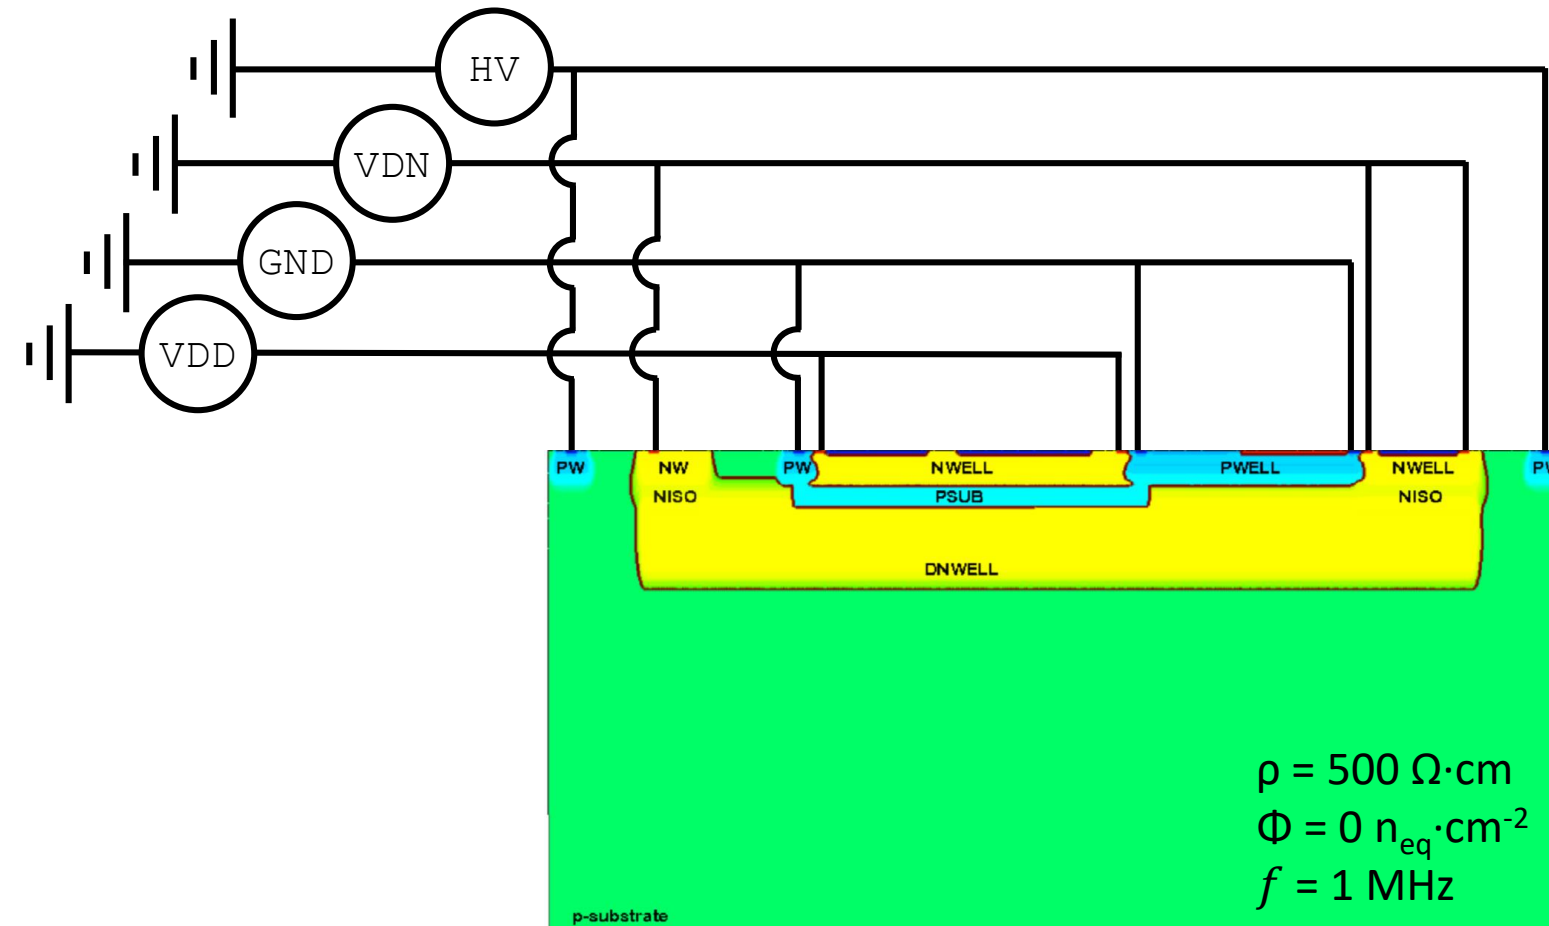 HV
VDN
GND
VDD
PW NW PW NWELL PWELL NWELL PW
NISO PSUB NISO
DNWELL
ρ = 500 Ω·cm
Φ = 0 n_eq·cm⁻²
f = 1 MHz
p-substrate